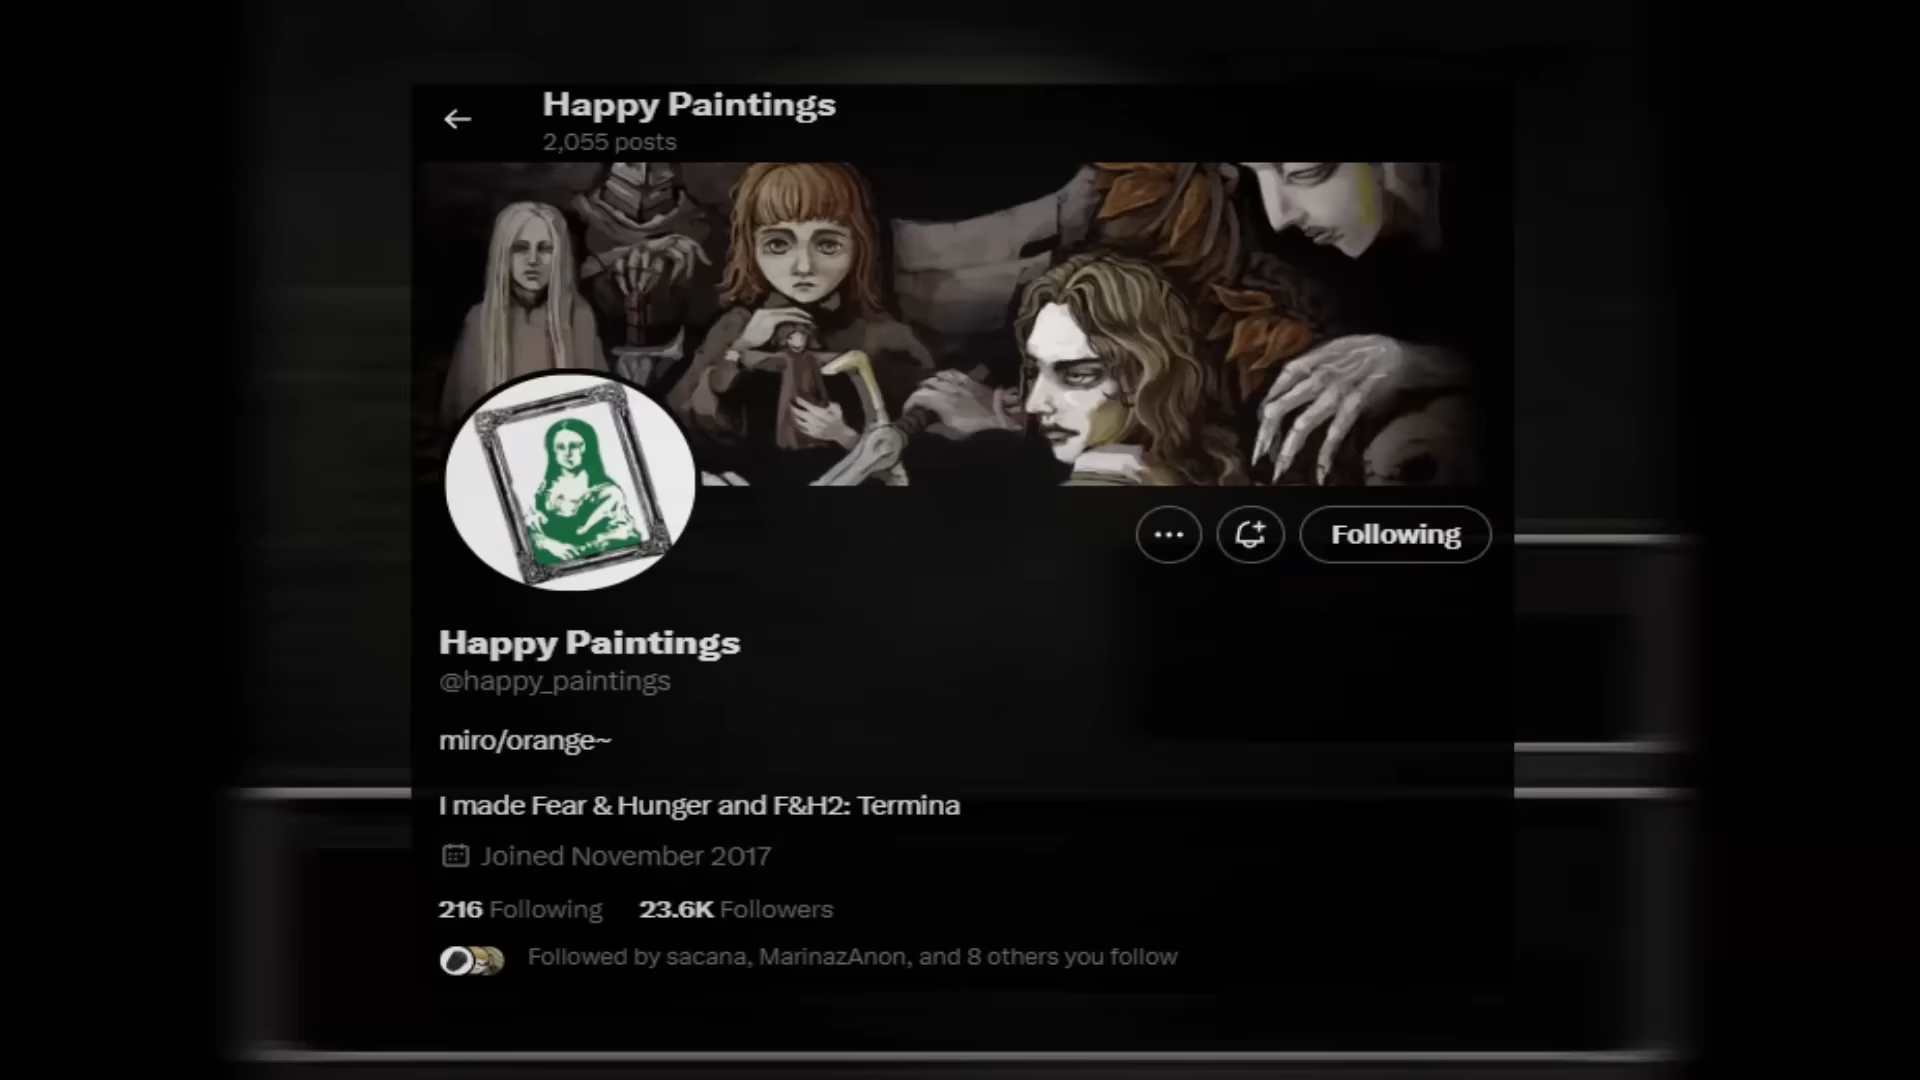 Happy Paintings
2,055 posts
Following
Happy Paintings
@happy_paintings
miro/orange~
I made Fear & Hunger and F&H2: Termina
Joined November 2017
216 Following 23.6K Followers
Followed by sacana, MarinazAnon, and 8 others you follow